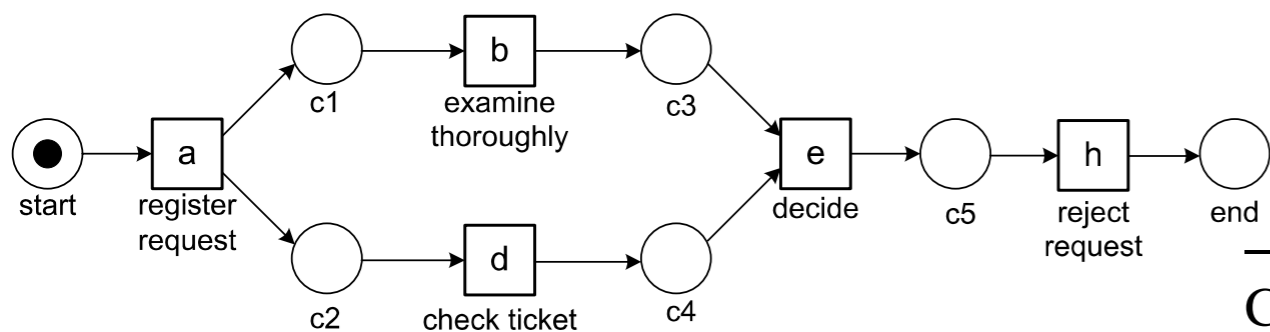 c1
b
examine
thoroughly
c3
start
a
register
request
e
decide
c5
h
reject
request
end
c2
d
check ticket
c4